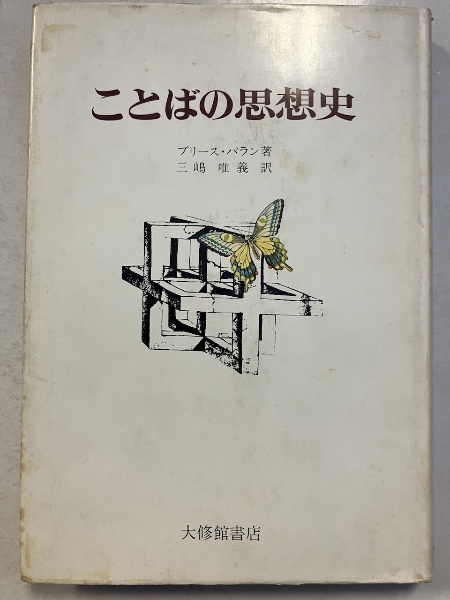 ことばの思想史
ブリース・パラン著
三嶋 唯義 訳
大修館書店